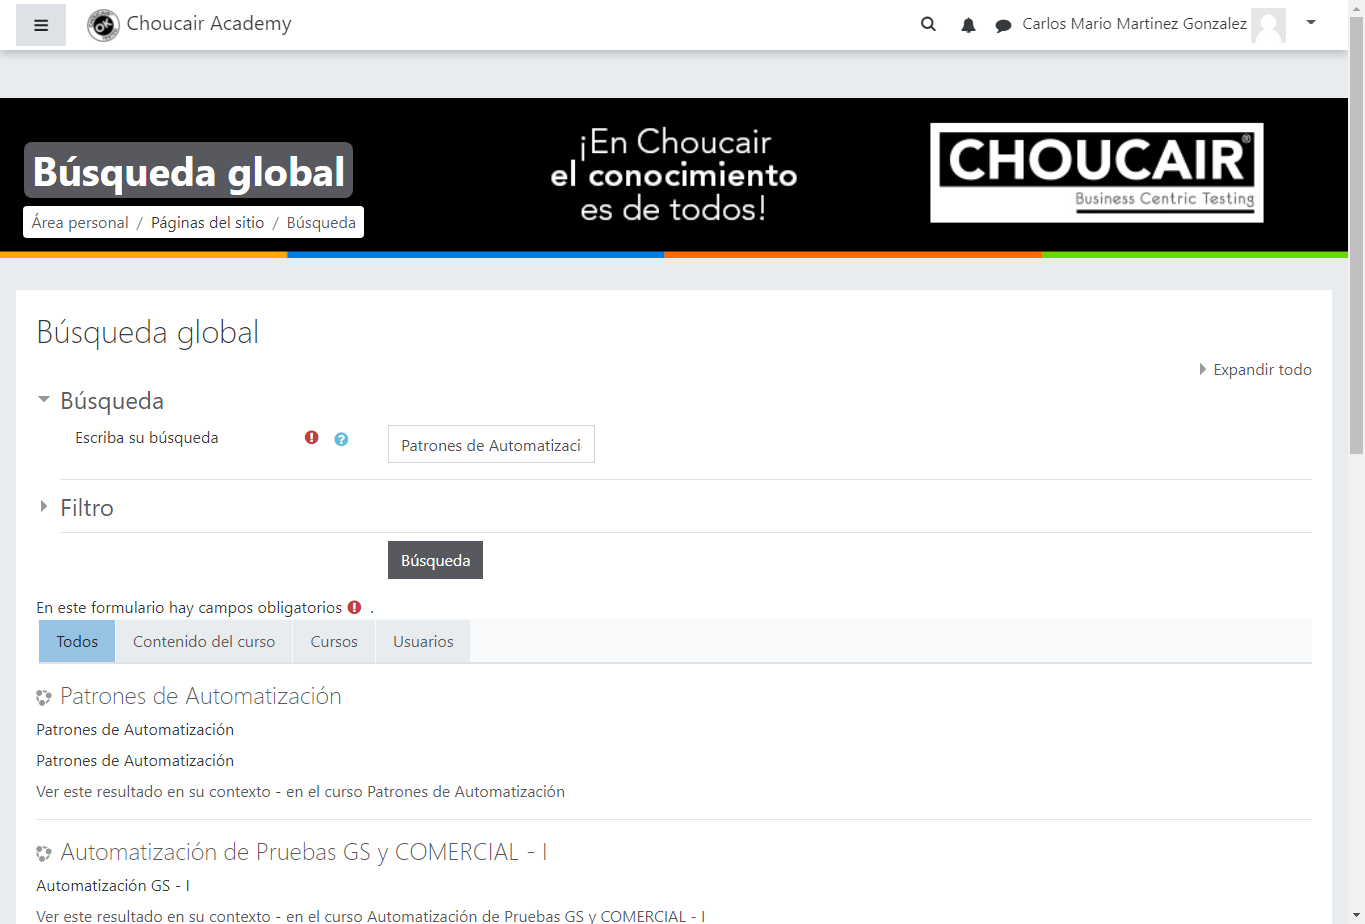 Choucair Academy
Carlos Mario Martinez Gonzalez
Búsqueda global
Área personal / Páginas del sitio / Búsqueda
¡En Choucair
el conocimiento
es de todos!
CHOUCAIR®
Business Centric Testing
Búsqueda global
Expandir todo
Búsqueda
Escriba su búsqueda
Patrones de Automatizaci
Filtro
Búsqueda
En este formulario hay campos obligatorios .
Todos Contenido del curso Cursos Usuarios
Patrones de Automatización
Patrones de Automatización
Patrones de Automatización
Ver este resultado en su contexto - en el curso Patrones de Automatización
Automatización de Pruebas GS y COMERCIAL - I
Automatización GS - I
Ver este resultado en su contexto - en el curso Automatización de Pruebas GS y COMERCIAL - I